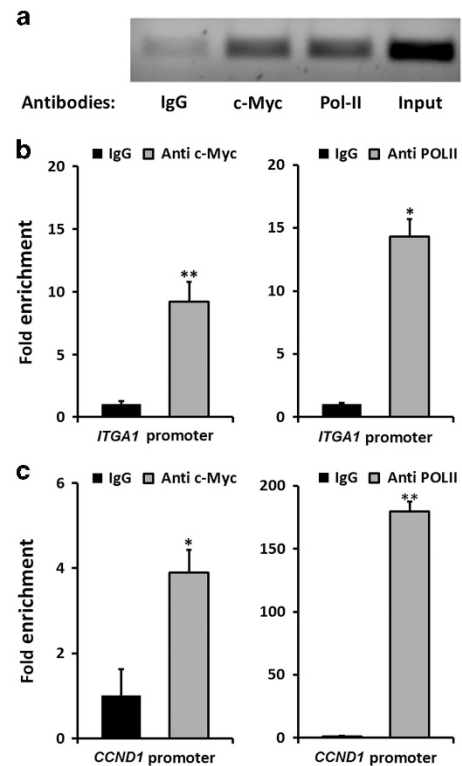 a
Antibodies: IgG c-Myc Pol-II Input
b
IgG Anti c-Myc
Fold enrichment
20
15
10
5
0
**
ITGA1 promoter
IgG Anti POLII
20
15
10
5
0
*
ITGA1 promoter
c
IgG Anti c-Myc
Fold enrichment
6
4
2
0
*
CCND1 promoter
IgG Anti POLII
200
150
100
50
0
**
CCND1 promoter